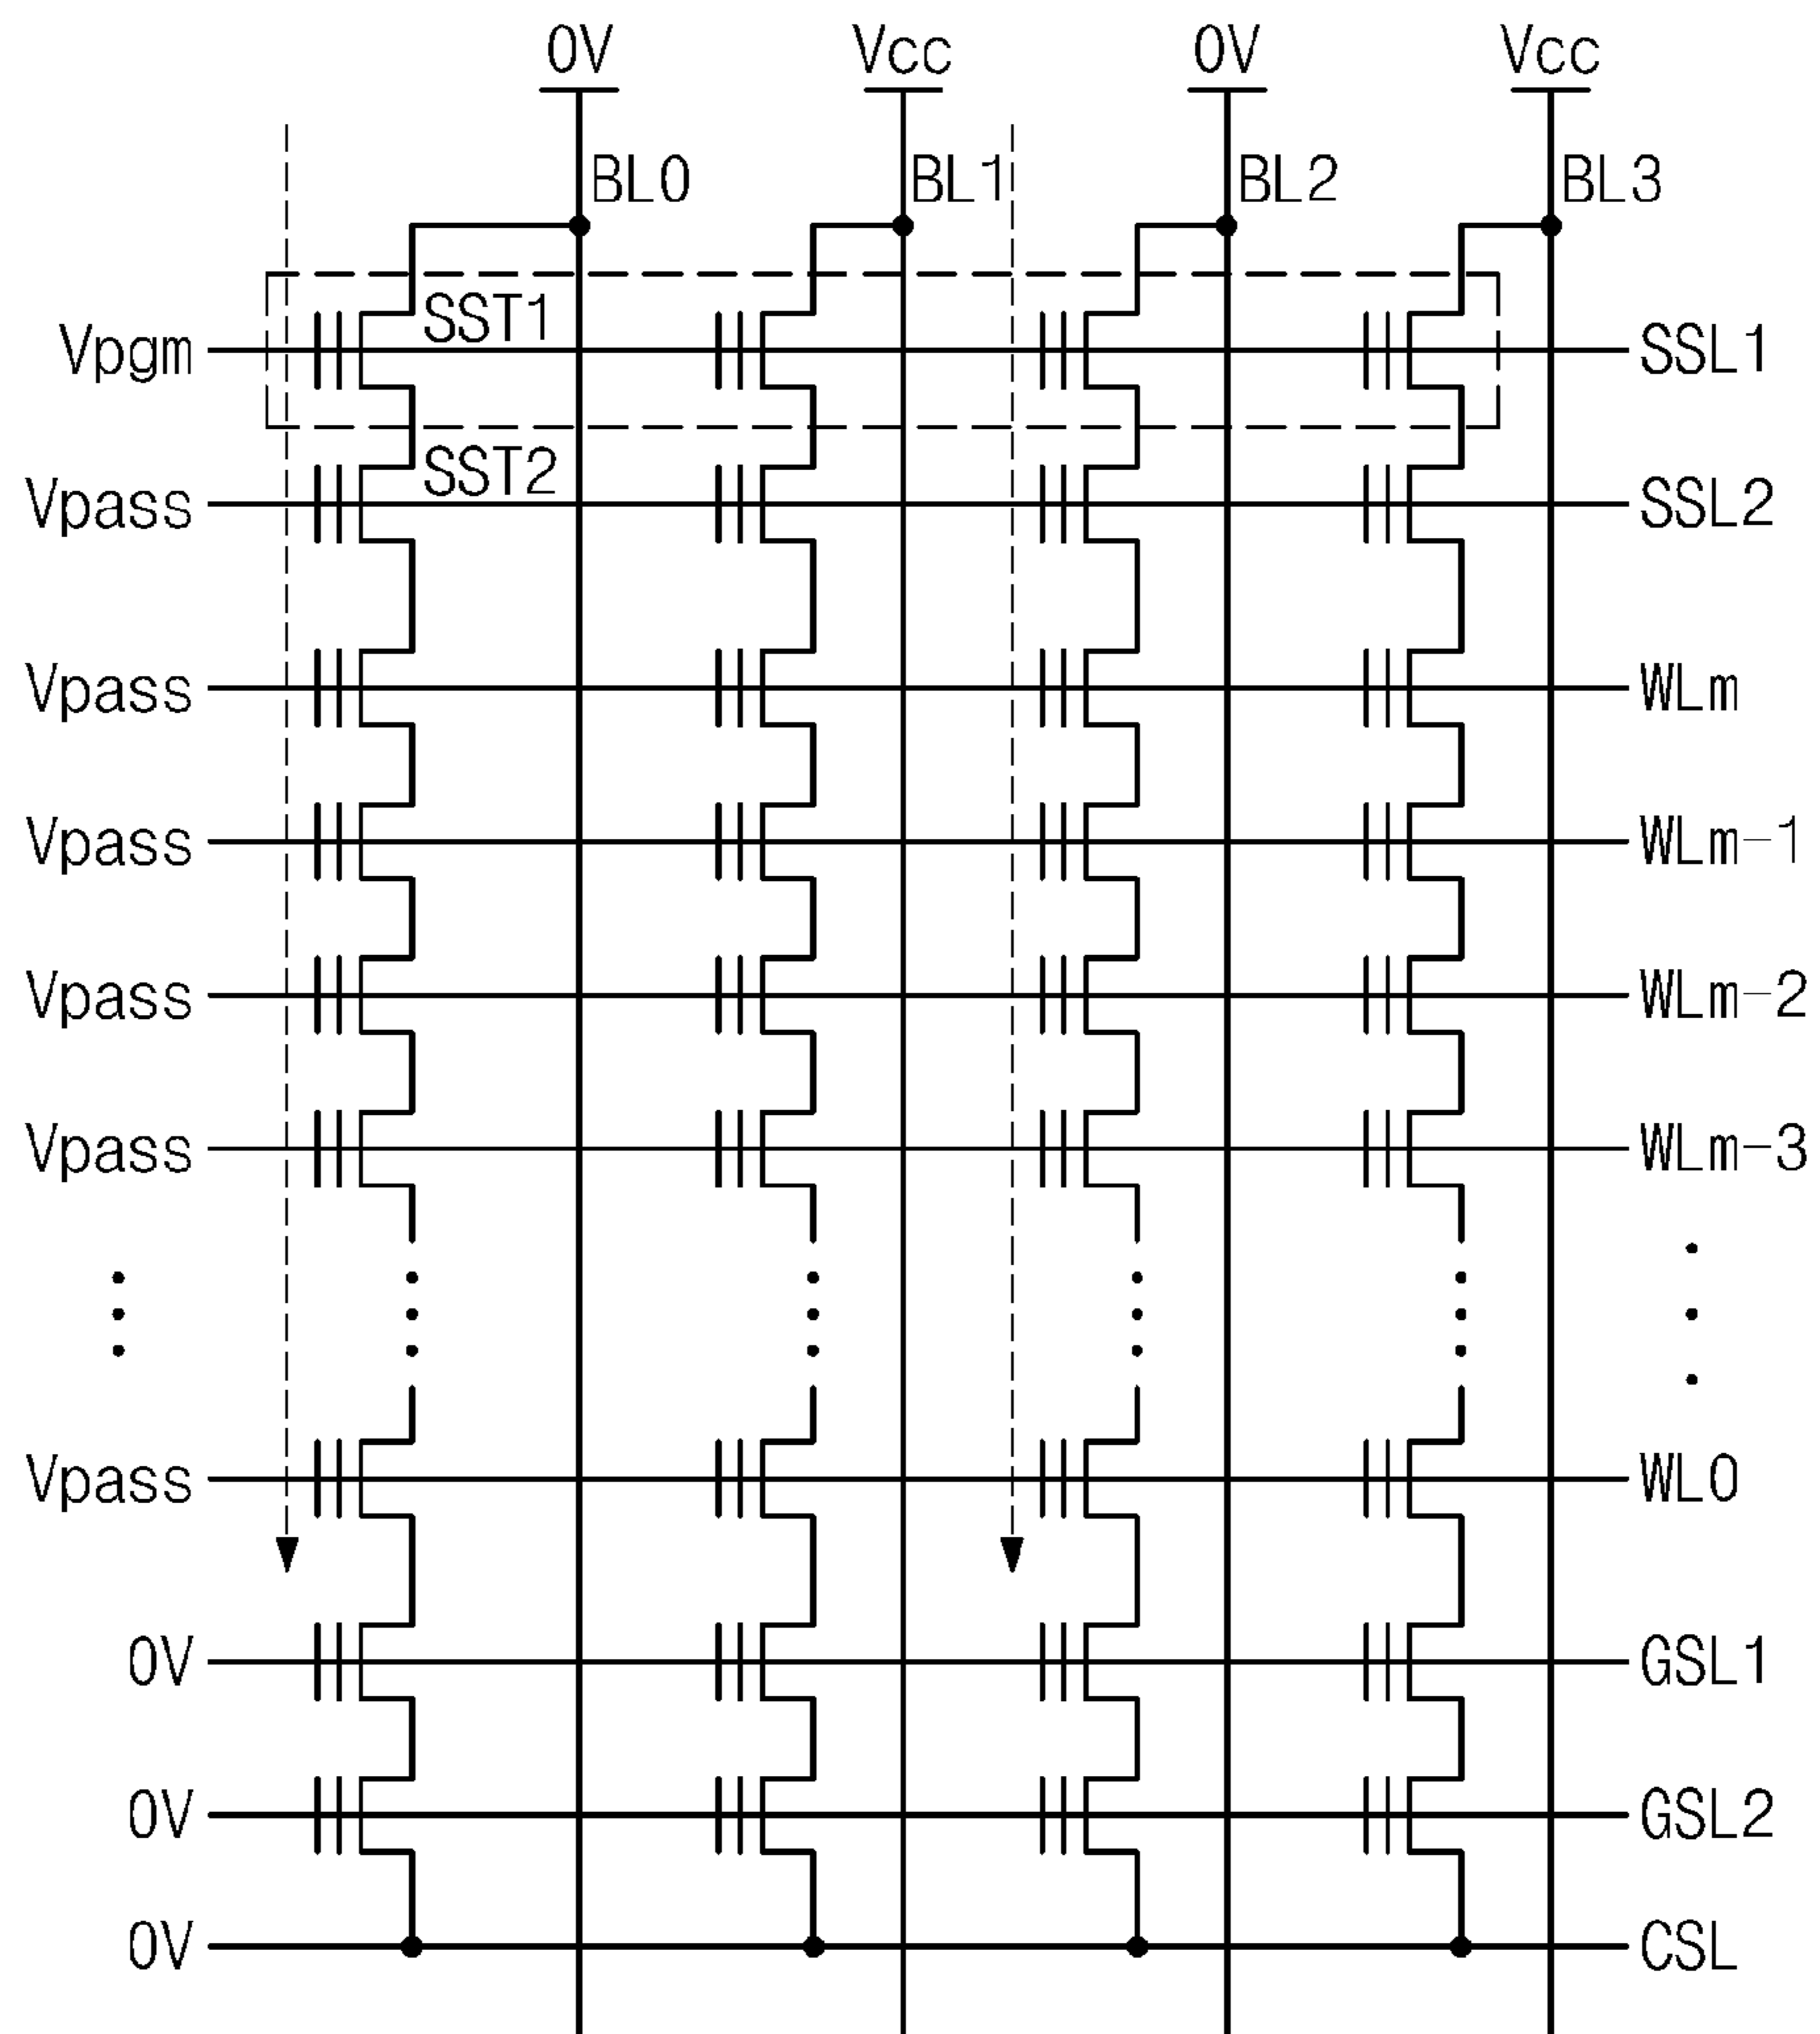 0V Vcc 0V Vcc
BL0 BL1 BL2 BL3
Vpgm SST1 SSL1
Vpass SST2 SSL2
Vpass WLm
Vpass WLm-1
Vpass WLm-2
Vpass WLm-3
Vpass WL0
0V GSL1
0V GSL2
0V CSL